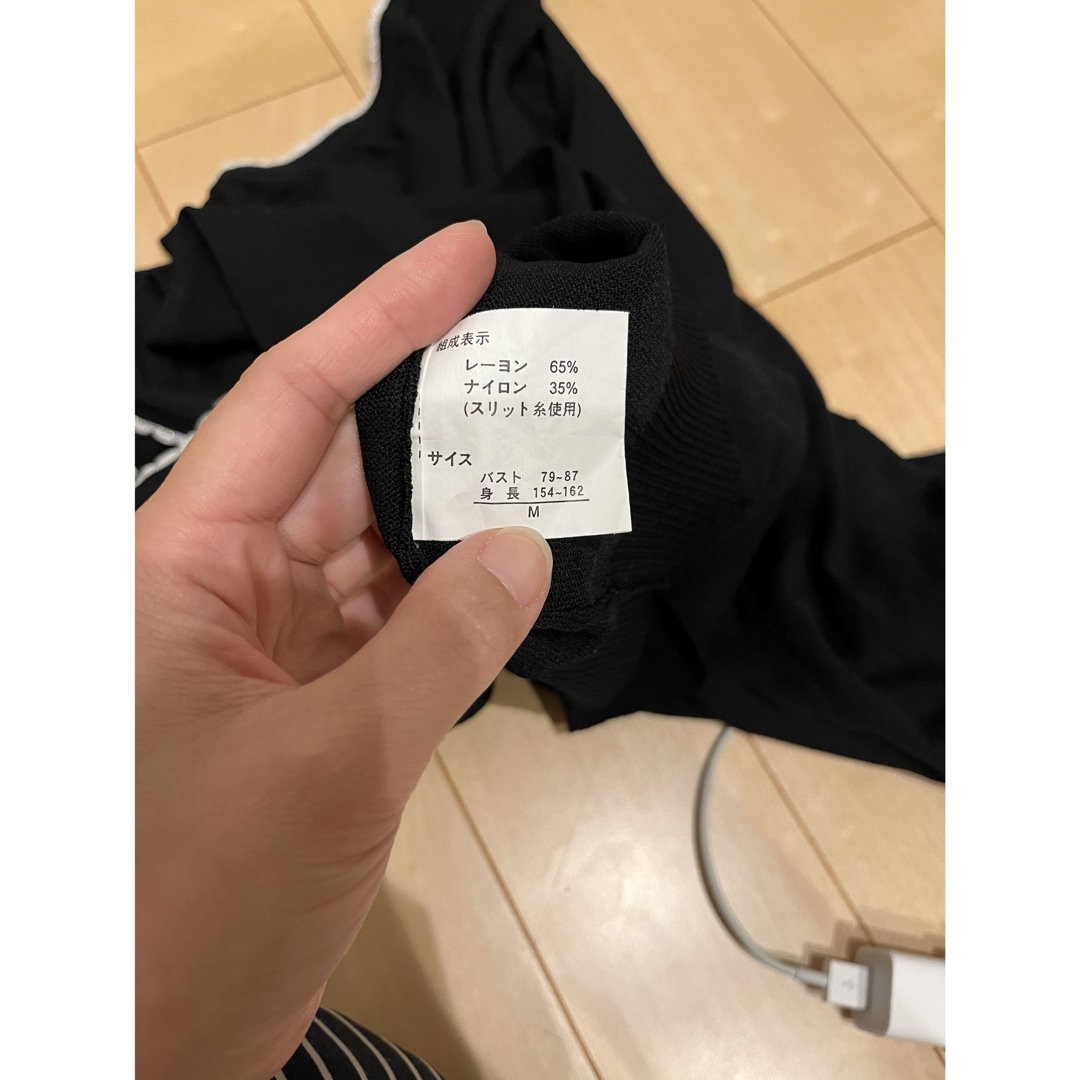 組成表示
レーヨン 65%
ナイロン 35%
(スリット糸使用)
サイズ
バスト 79~87
身長 154~162
M